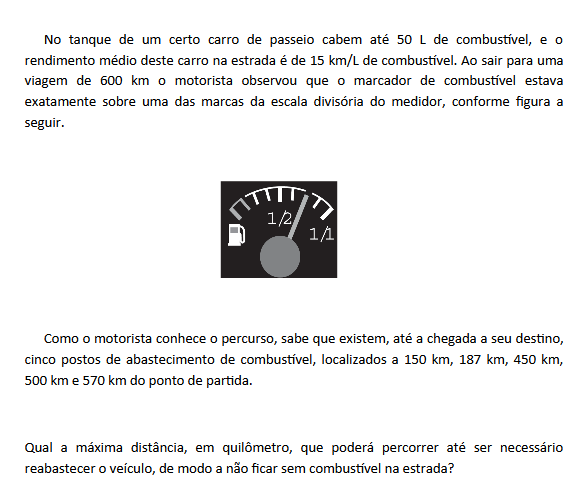 No tanque de um certo carro de passeio cabem até 50 L de combustível, e o
rendimento médio deste carro na estrada é de 15 km/L de combustível. Ao sair para uma
viagem de 600 km o motorista observou que o marcador de combustível estava
exatamente sobre uma das marcas da escala divisória do medidor, conforme figura a
seguir.
1/2
1/1
Como o motorista conhece o percurso, sabe que existem, até a chegada a seu destino,
cinco postos de abastecimento de combustível, localizados a 150 km, 187 km, 450 km,
500 km e 570 km do ponto de partida.
Qual a máxima distância, em quilômetro, que poderá percorrer até ser necessário
reabastecer o veículo, de modo a não ficar sem combustível na estrada?